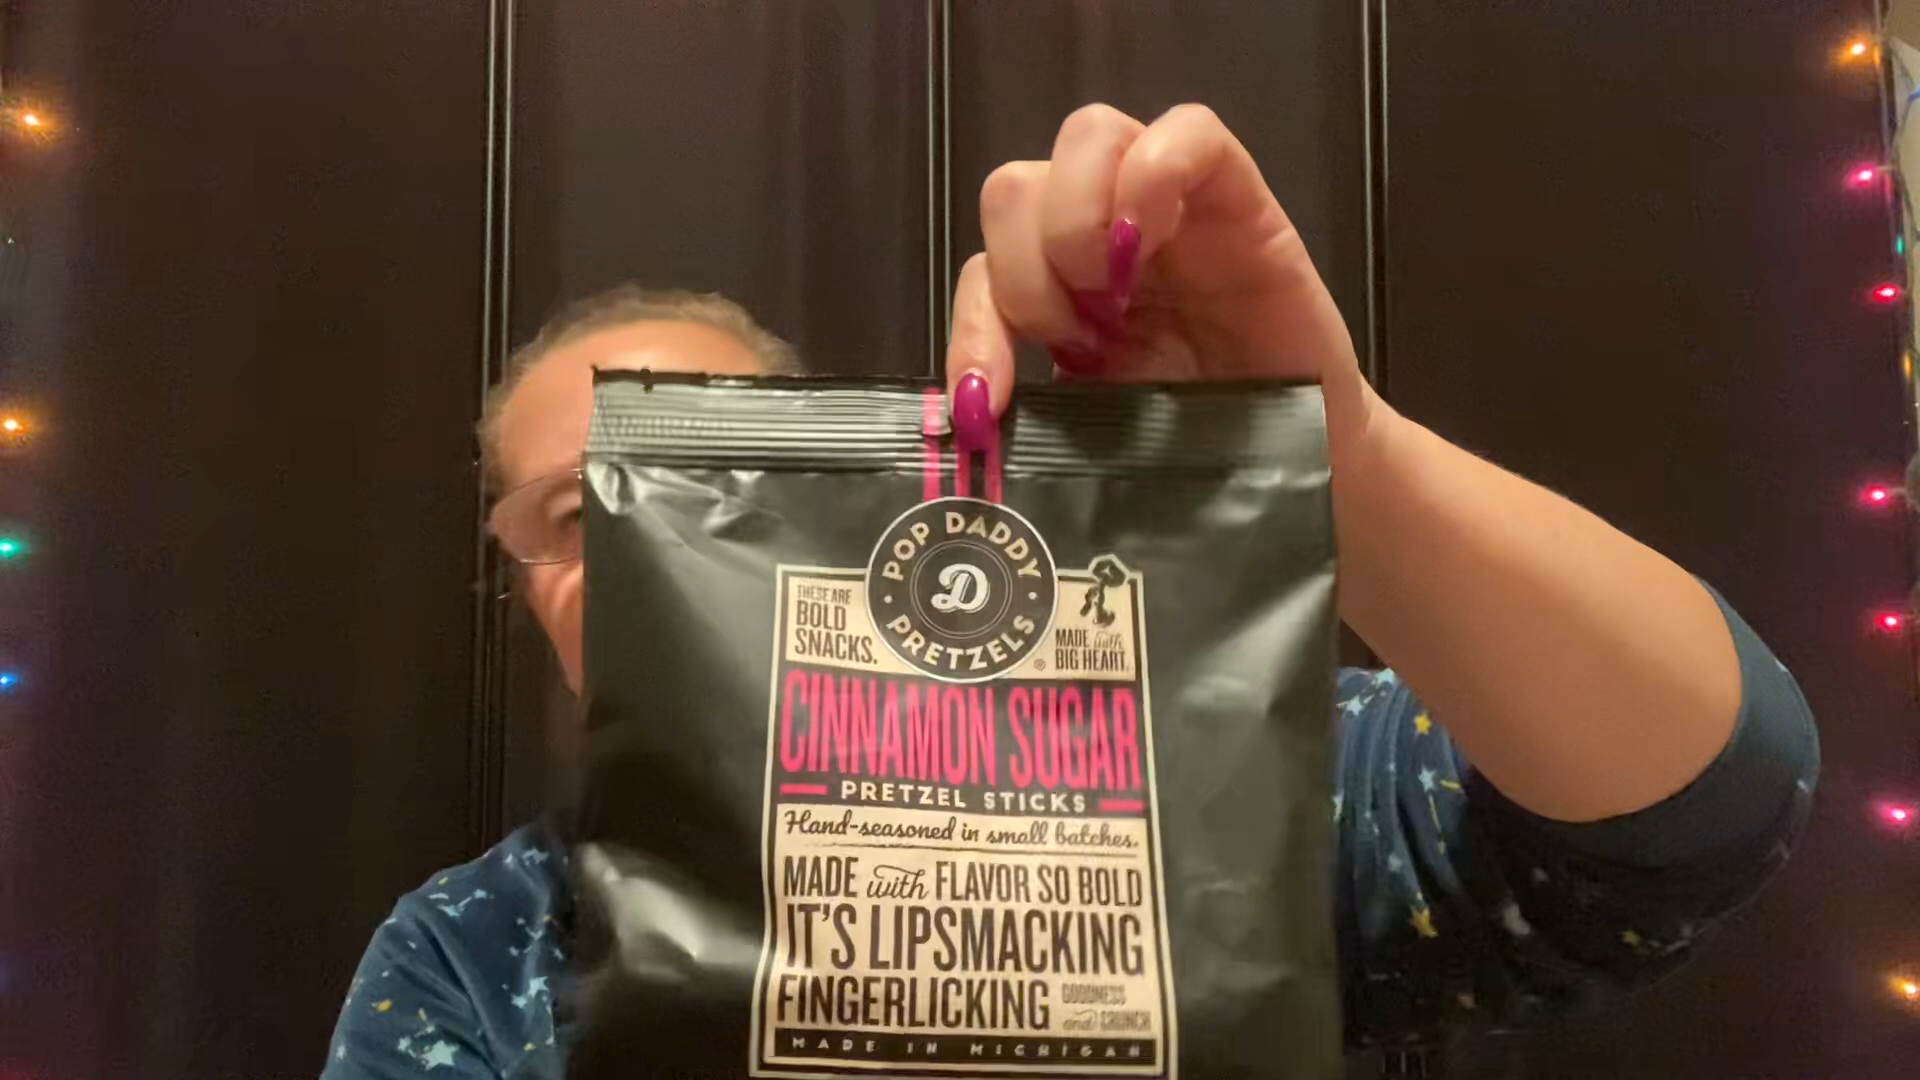 POP DADDY
D
PRETZELS
THESE ARE
BOLD
SNACKS.
MADE with
BIG HEART.
CINNAMON SUGAR
PRETZEL STICKS
Hand-seasoned in small batches.
MADE with FLAVOR SO BOLD
IT'S LIPSMACKING
FINGERLICKING GOODNESS
and CRUNCH
MADE IN MICHIGAN